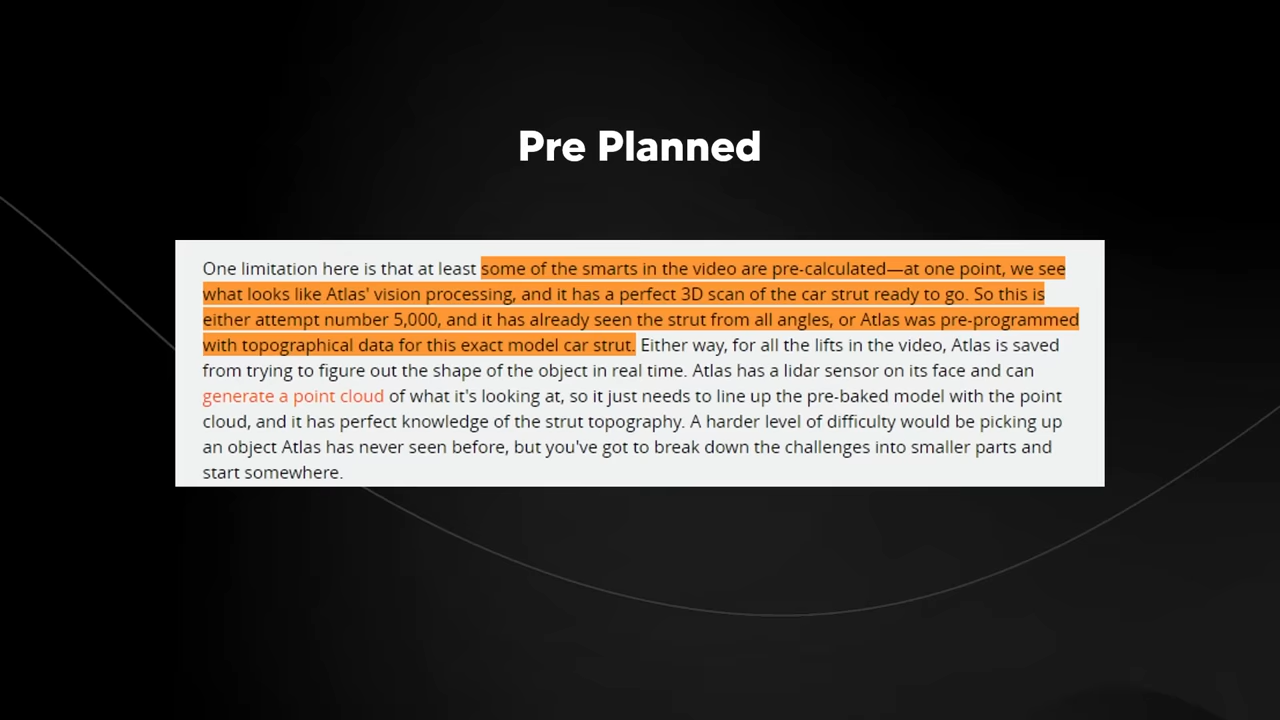 Pre Planned
One limitation here is that at least some of the smarts in the video are pre-calculated—at one point, we see
what looks like Atlas' vision processing, and it has a perfect 3D scan of the car strut ready to go. So this is
either attempt number 5,000, and it has already seen the strut from all angles, or Atlas was pre-programmed
with topographical data for this exact model car strut. Either way, for all the lifts in the video, Atlas is saved
from trying to figure out the shape of the object in real time. Atlas has a lidar sensor on its face and can
generate a point cloud of what it's looking at, so it just needs to line up the pre-baked model with the point
cloud, and it has perfect knowledge of the strut topography. A harder level of difficulty would be picking up
an object Atlas has never seen before, but you've got to break down the challenges into smaller parts and
start somewhere.